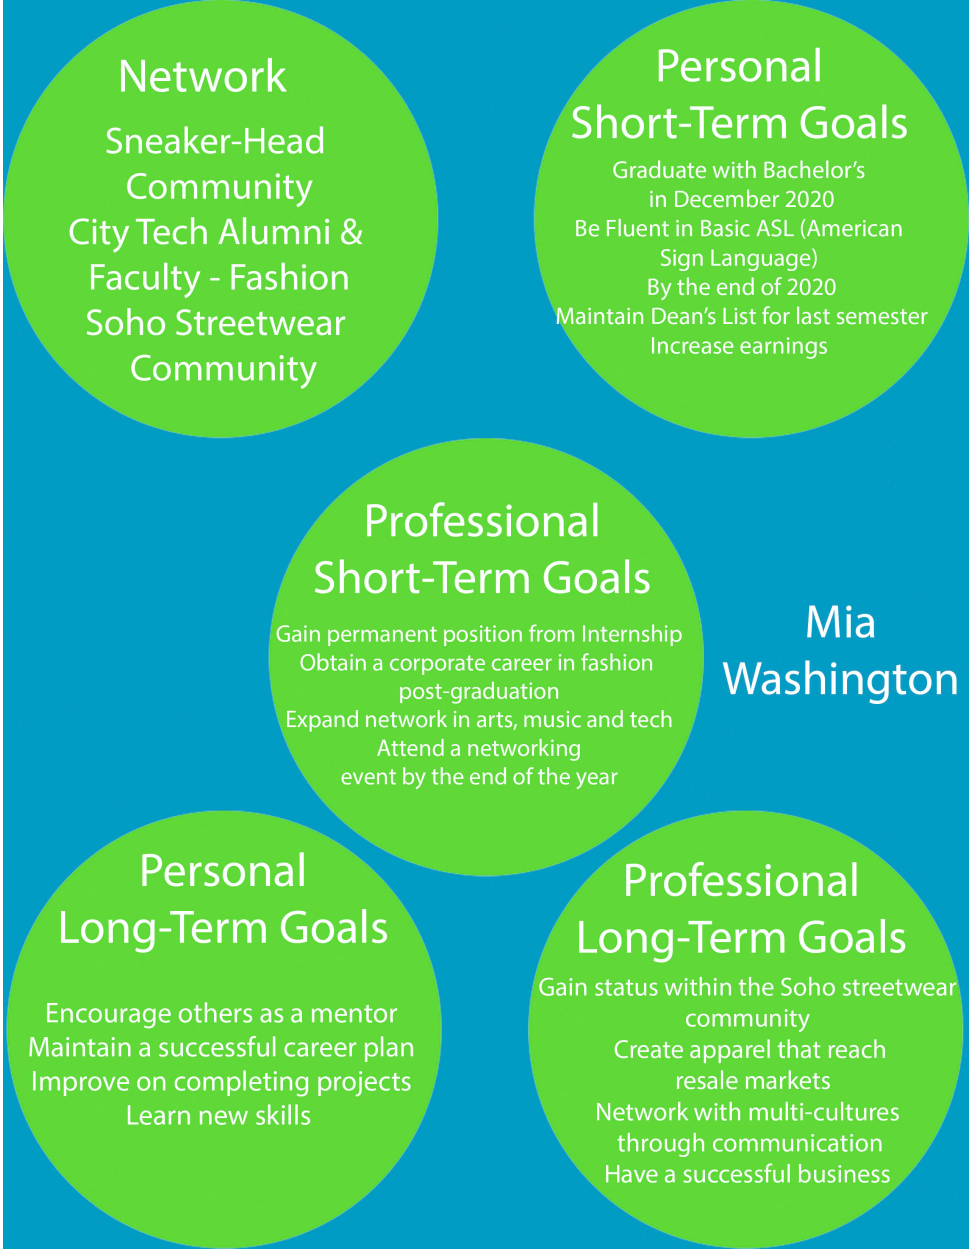 Network
Sneaker-Head
Community
City Tech Alumni &
Faculty - Fashion
Soho Streetwear
Community
Personal
Short-Term Goals
Graduate with Bachelor’s
in December 2020
Be Fluent in Basic ASL (American
Sign Language)
By the end of 2020
Maintain Dean’s List for last semester
Increase earnings
Professional
Short-Term Goals
Gain permanent position from Internship
Obtain a corporate career in fashion
post-graduation
Expand network in arts, music and tech
Attend a networking
event by the end of the year
Mia
Washington
Personal
Long-Term Goals
Encourage others as a mentor
Maintain a successful career plan
Improve on completing projects
Learn new skills
Professional
Long-Term Goals
Gain status within the Soho streetwear
community
Create apparel that reach
resale markets
Network with multi-cultures
through communication
Have a successful business